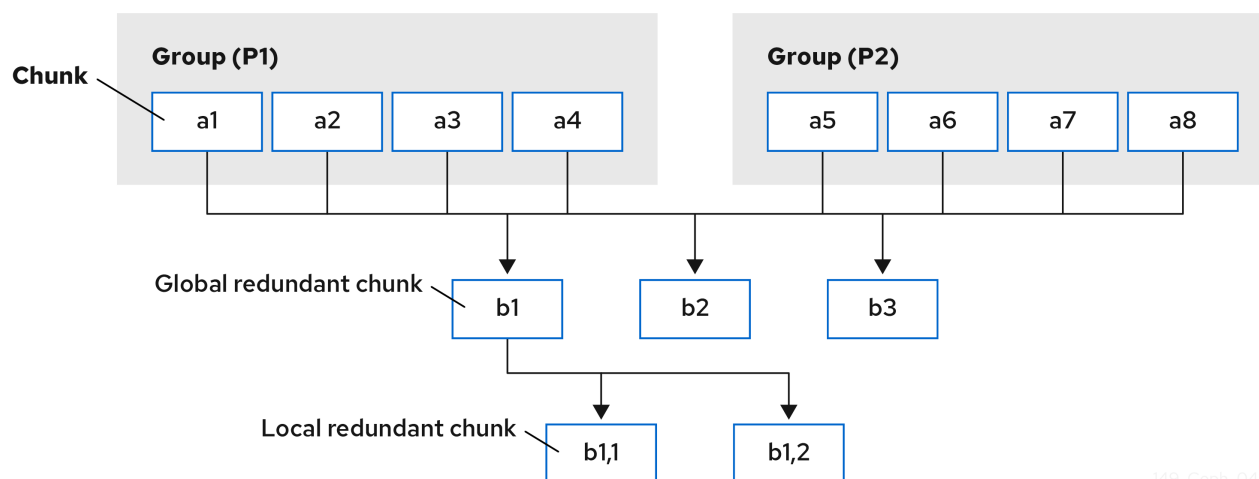 Group (P1)
Group (P2)
Chunk
a1
a2
a3
a4
a5
a6
a7
a8
Global redundant chunk
b1
b2
b3
Local redundant chunk
b1,1
b1,2